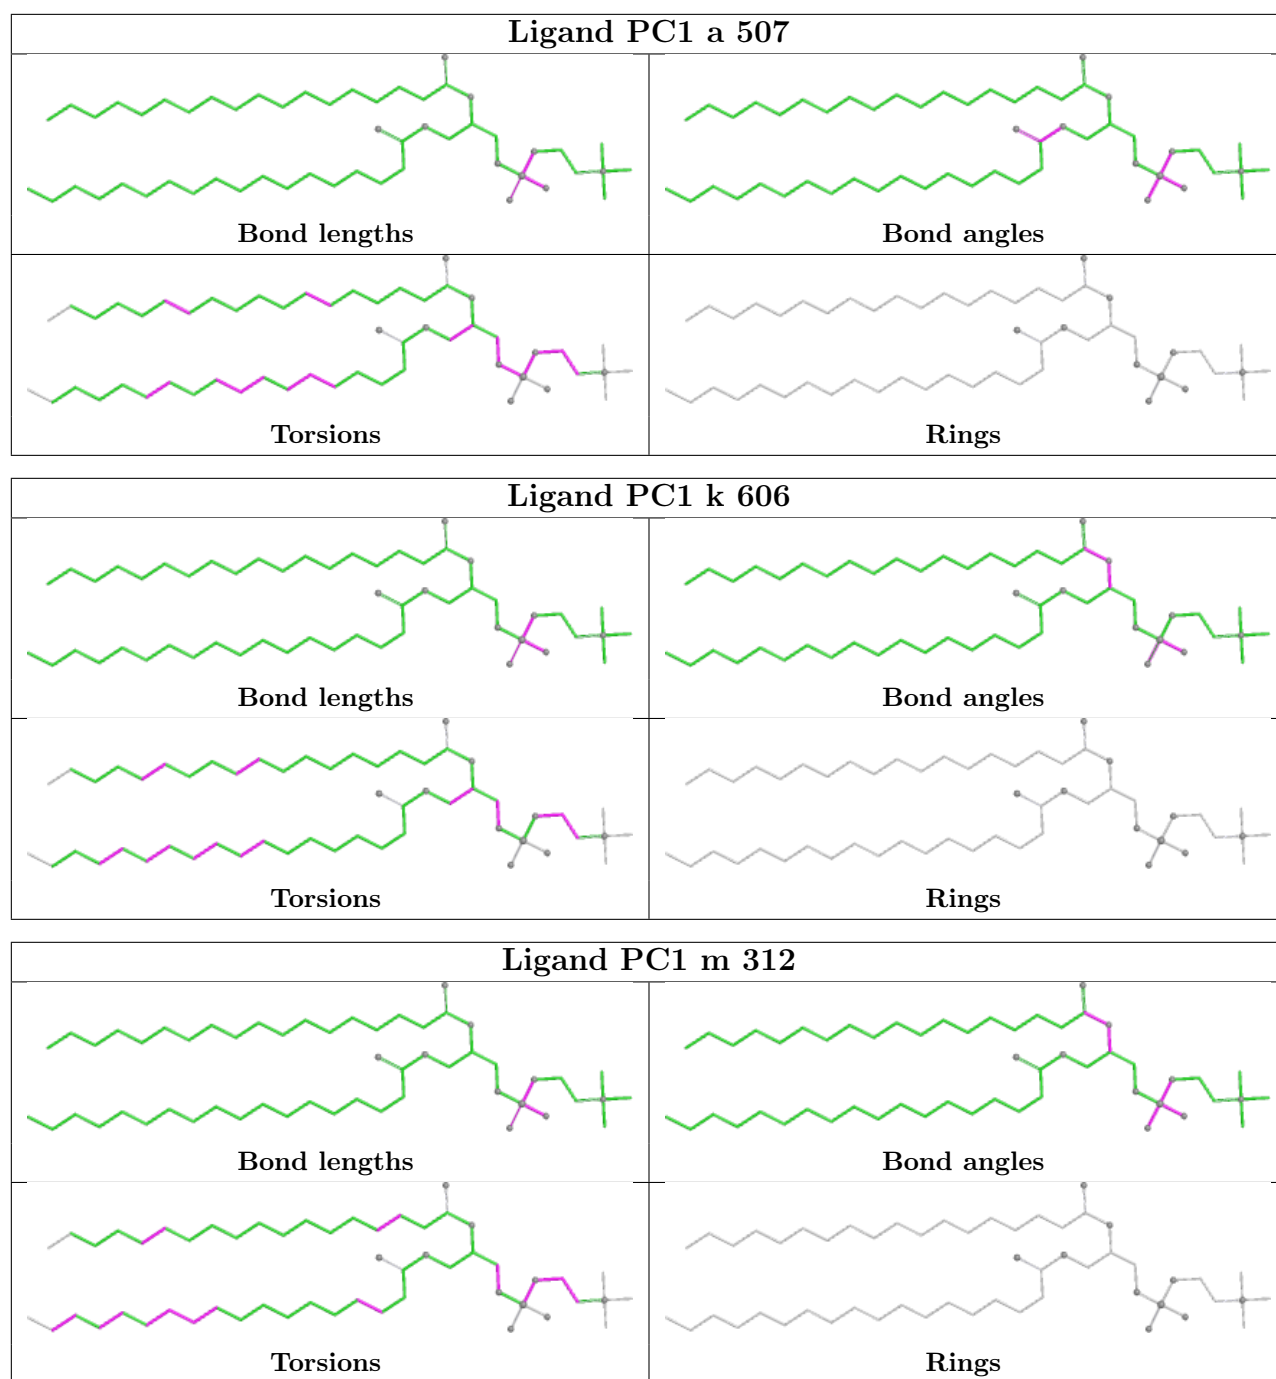 Ligand PC1 a 507
Bond lengths
Bond angles
Torsions
Rings
Ligand PC1 k 606
Bond lengths
Bond angles
Torsions
Rings
Ligand PC1 m 312
Bond lengths
Bond angles
Torsions
Rings